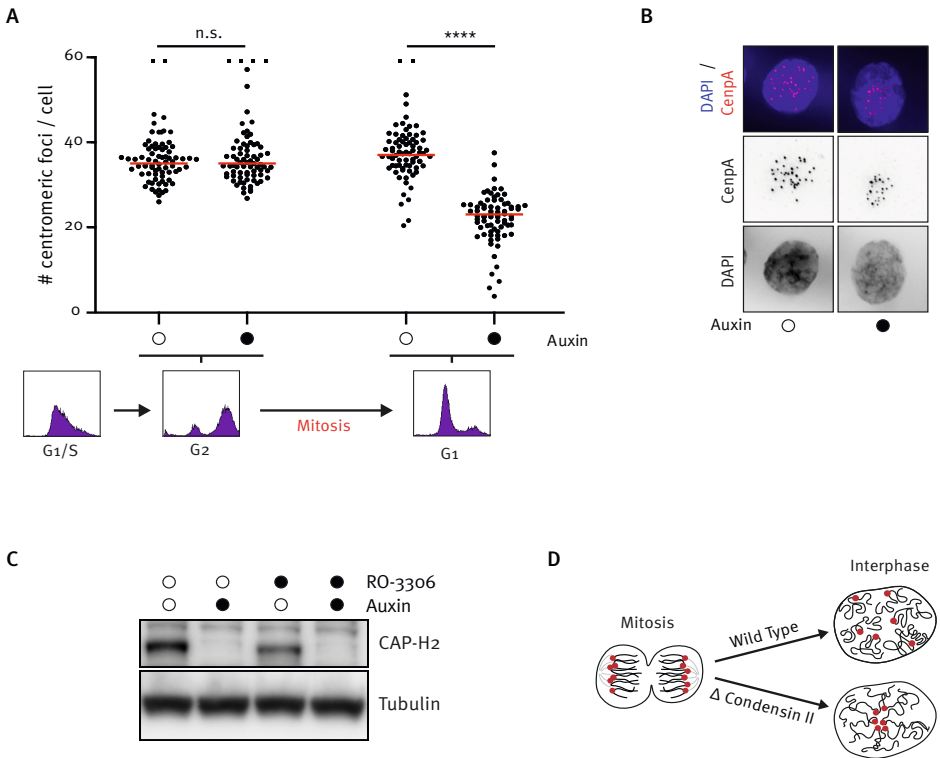 A
n.s.
****
60
40
20
0
# centromeric foci / cell
Auxin
G1/S
G2
Mitosis
G1
B
DAPI / CenpA
CenpA
DAPI
Auxin
C
RO-3306
Auxin
CAP-H2
Tubulin
D
Interphase
Mitosis
Wild Type
Δ Condensin II